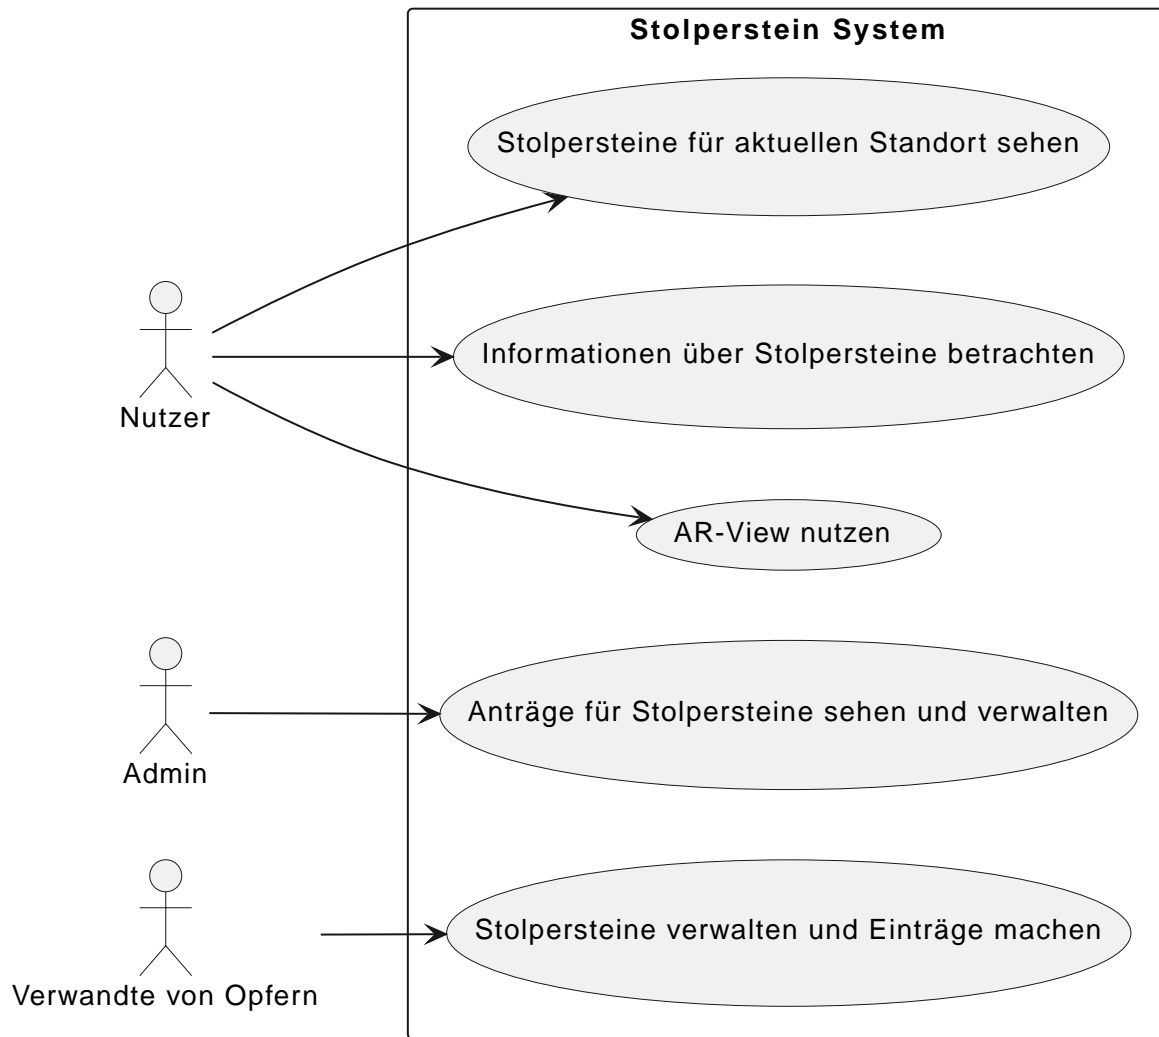 Stolperstein System
Stolpersteine für aktuellen Standort sehen
Informationen über Stolpersteine betrachten
Nutzer
AR-View nutzen
Anträge für Stolpersteine sehen und verwalten
Admin
Stolpersteine verwalten und Einträge machen
Verwandte von Opfern